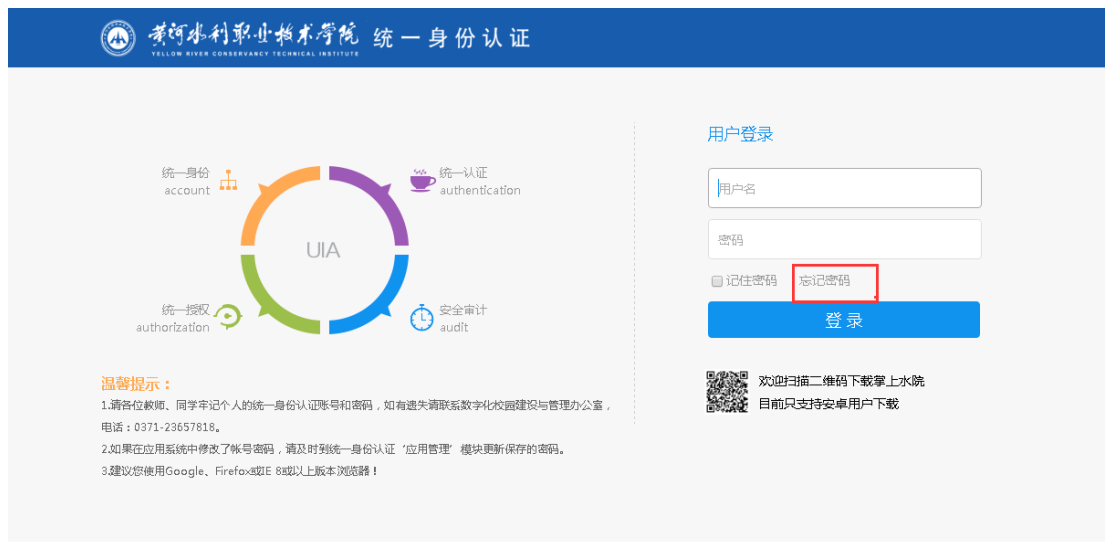 黄河水利职业技术学院 统一身份认证
YELLOW RIVER CONSERVANCY TECHNICAL INSTITUTE
统一身份
account
统一认证
authentication
UIA
统一授权
authorization
安全审计
audit
温馨提示：
1.请各位教师、同学牢记个人的统一身份认证账号和密码，如有遗失请联系数字化校园建设与管理办公室，
电话：0371-23657818。
2.如果在应用系统中修改了帐号密码，请及时到统一身份认证‘应用管理’模块更新保存的密码。
3.建议您使用Google、Firefox或IE 8或以上版本浏览器！
用户登录
用户名
密码
记住密码 忘记密码
登录
欢迎扫描二维码下载掌上水院
目前只支持安卓用户下载